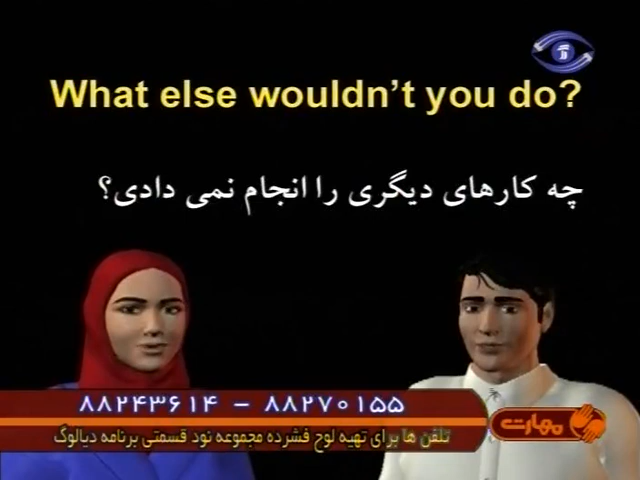 What else wouldn't you do?
چه کارهای دیگری را انجام نمی دادی؟
۸۸۲۴۳۶۱۴ - ۸۸۲۷۰۱۵۵
تلفن ها برای تهیه لوح فشرده مجموعه نود قسمتی برنامه دیالوگ
مهارت